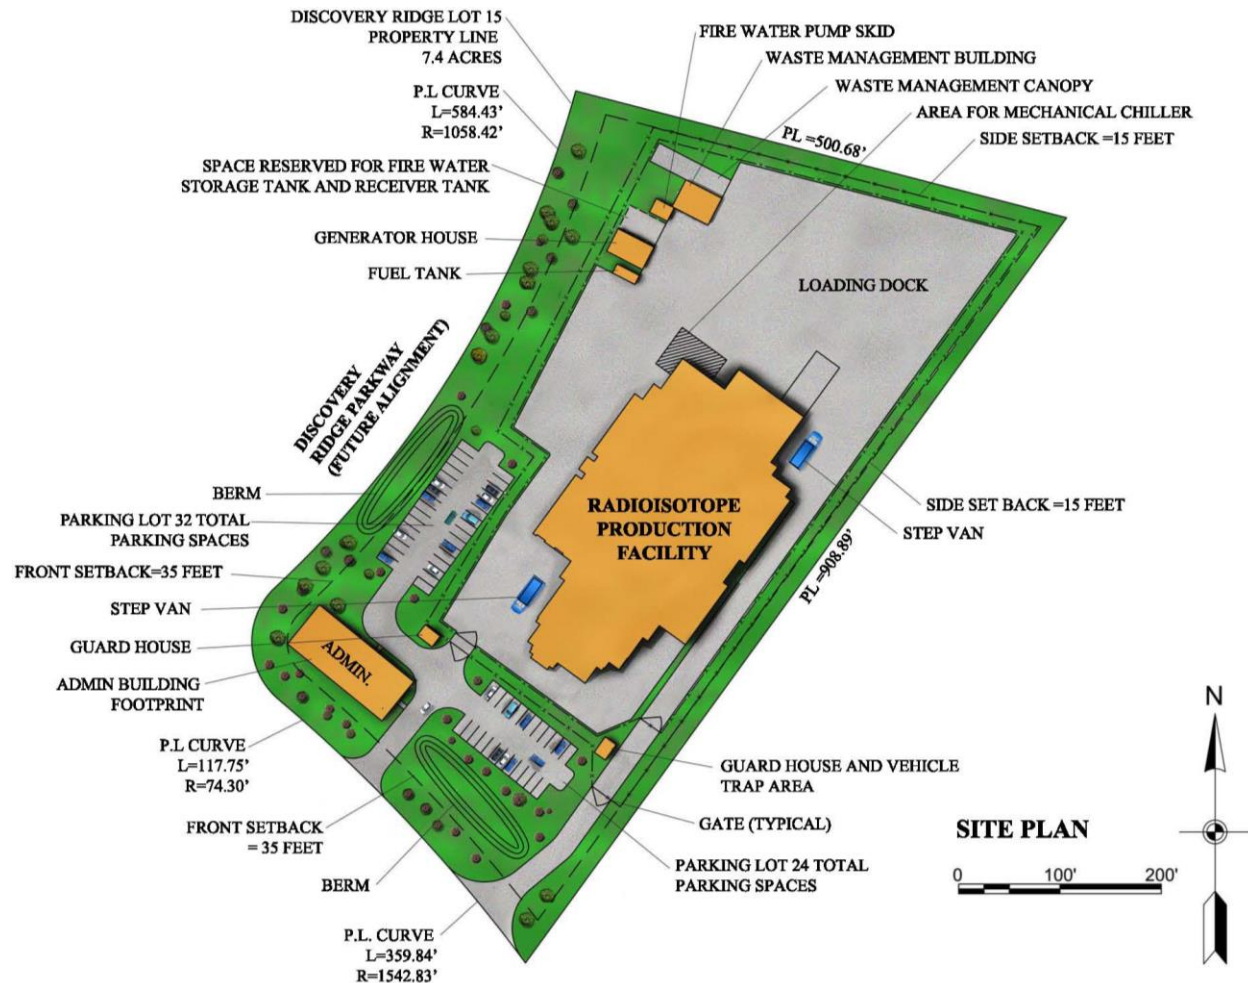 DISCOVERY RIDGE LOT 15
PROPERTY LINE
7.4 ACRES
P.L CURVE
L=584.43'
R=1058.42'
SPACE RESERVED FOR FIRE WATER
STORAGE TANK AND RECEIVER TANK
GENERATOR HOUSE
FUEL TANK
FIRE WATER PUMP SKID
WASTE MANAGEMENT BUILDING
WASTE MANAGEMENT CANOPY
AREA FOR MECHANICAL CHILLER
SIDE SETBACK =15 FEET
PL =500.68'
LOADING DOCK
DISCOVERY
RIDGE PARKWAY
(FUTURE ALIGNMENT)
BERM
PARKING LOT 32 TOTAL
PARKING SPACES
FRONT SETBACK=35 FEET
STEP VAN
GUARD HOUSE
ADMIN BUILDING
FOOTPRINT
ADMIN.
RADIOISOTOPE
PRODUCTION
FACILITY
SIDE SET BACK =15 FEET
STEP VAN
PL =908.89'
P.L CURVE
L=117.75'
R=74.30'
FRONT SETBACK
= 35 FEET
BERM
P.L. CURVE
L=359.84'
R=1542.83'
GUARD HOUSE AND VEHICLE
TRAP AREA
GATE (TYPICAL)
PARKING LOT 24 TOTAL
PARKING SPACES
SITE PLAN
0 100' 200'
N